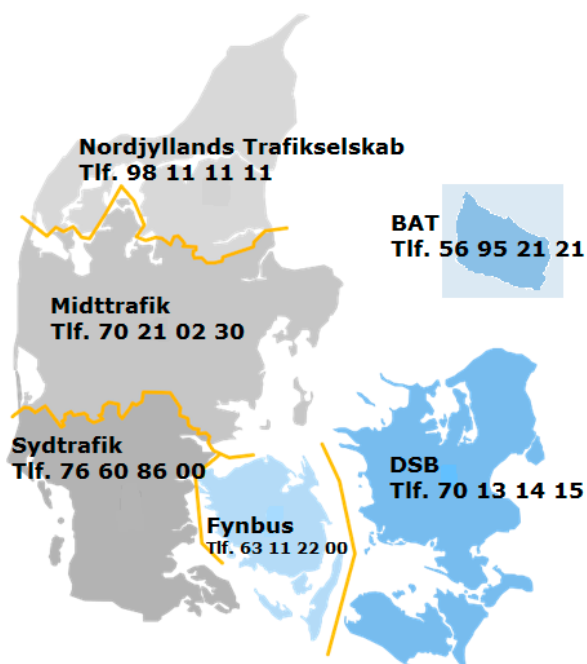 Nordjyllands Trafikselskab
Tlf. 98 11 11 11
BAT
Tlf. 56 95 21 21
Midttrafik
Tlf. 70 21 02 30
Sydtrafik
Tlf. 76 60 86 00
DSB
Tlf. 70 13 14 15
Fynbus
Tlf. 63 11 22 00